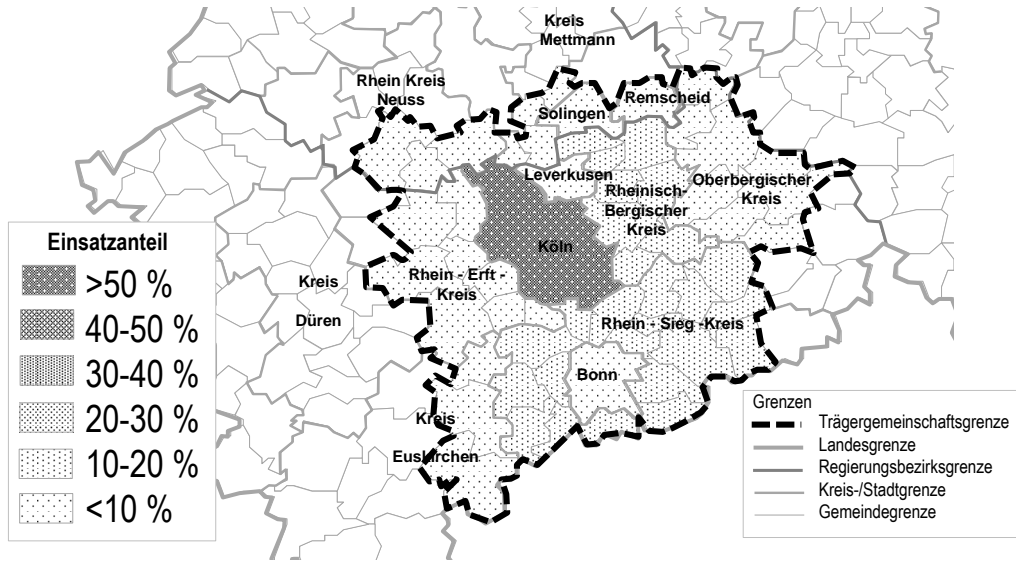 Kreis
Mettmann
Rhein Kreis
Neuss
Remscheid
Solingen
Leverkusen
Rheinisch-
Bergischer
Kreis
Oberbergischer
Kreis
Köln
Rhein - Erft -
Kreis
Kreis
Düren
Rhein - Sieg -Kreis
Bonn
Kreis
Euskirchen
Einsatzanteil
>50 %
40-50 %
30-40 %
20-30 %
10-20 %
<10 %
Grenzen
Trägergemeinschaftsgrenze
Landesgrenze
Regierungsbezirksgrenze
Kreis-/Stadtgrenze
Gemeindegrenze